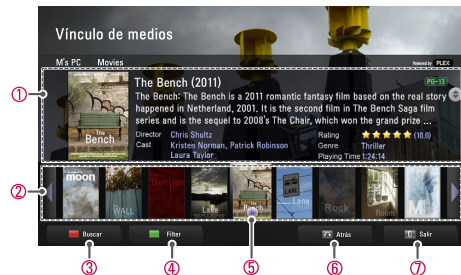 Vínculo de medios
M's PC Movies
Powered by PLEX
①
The Bench (2011)
PG-13
The Bench: The Bench is a 2011 romantic fantasy film based on the real story
happened in Netherland, 2001. It is the second film in The Bench Saga film
series and is the sequel to 2008's The Chair, which won the grand prize ...
Director Chris Shultz
Rating (10.0)
Cast Kristen Norman, Patrick Robinson
Genre Thriller
Laura Taylor
Playing Time 1:24:14
The
Bench
②
moon
The
WALL
Thriller
Lake
The
Bench
LANE
Lane
Rock
Room
M
Buscar
Filter
Atrás
Salir
③
④
⑤
⑥
⑦